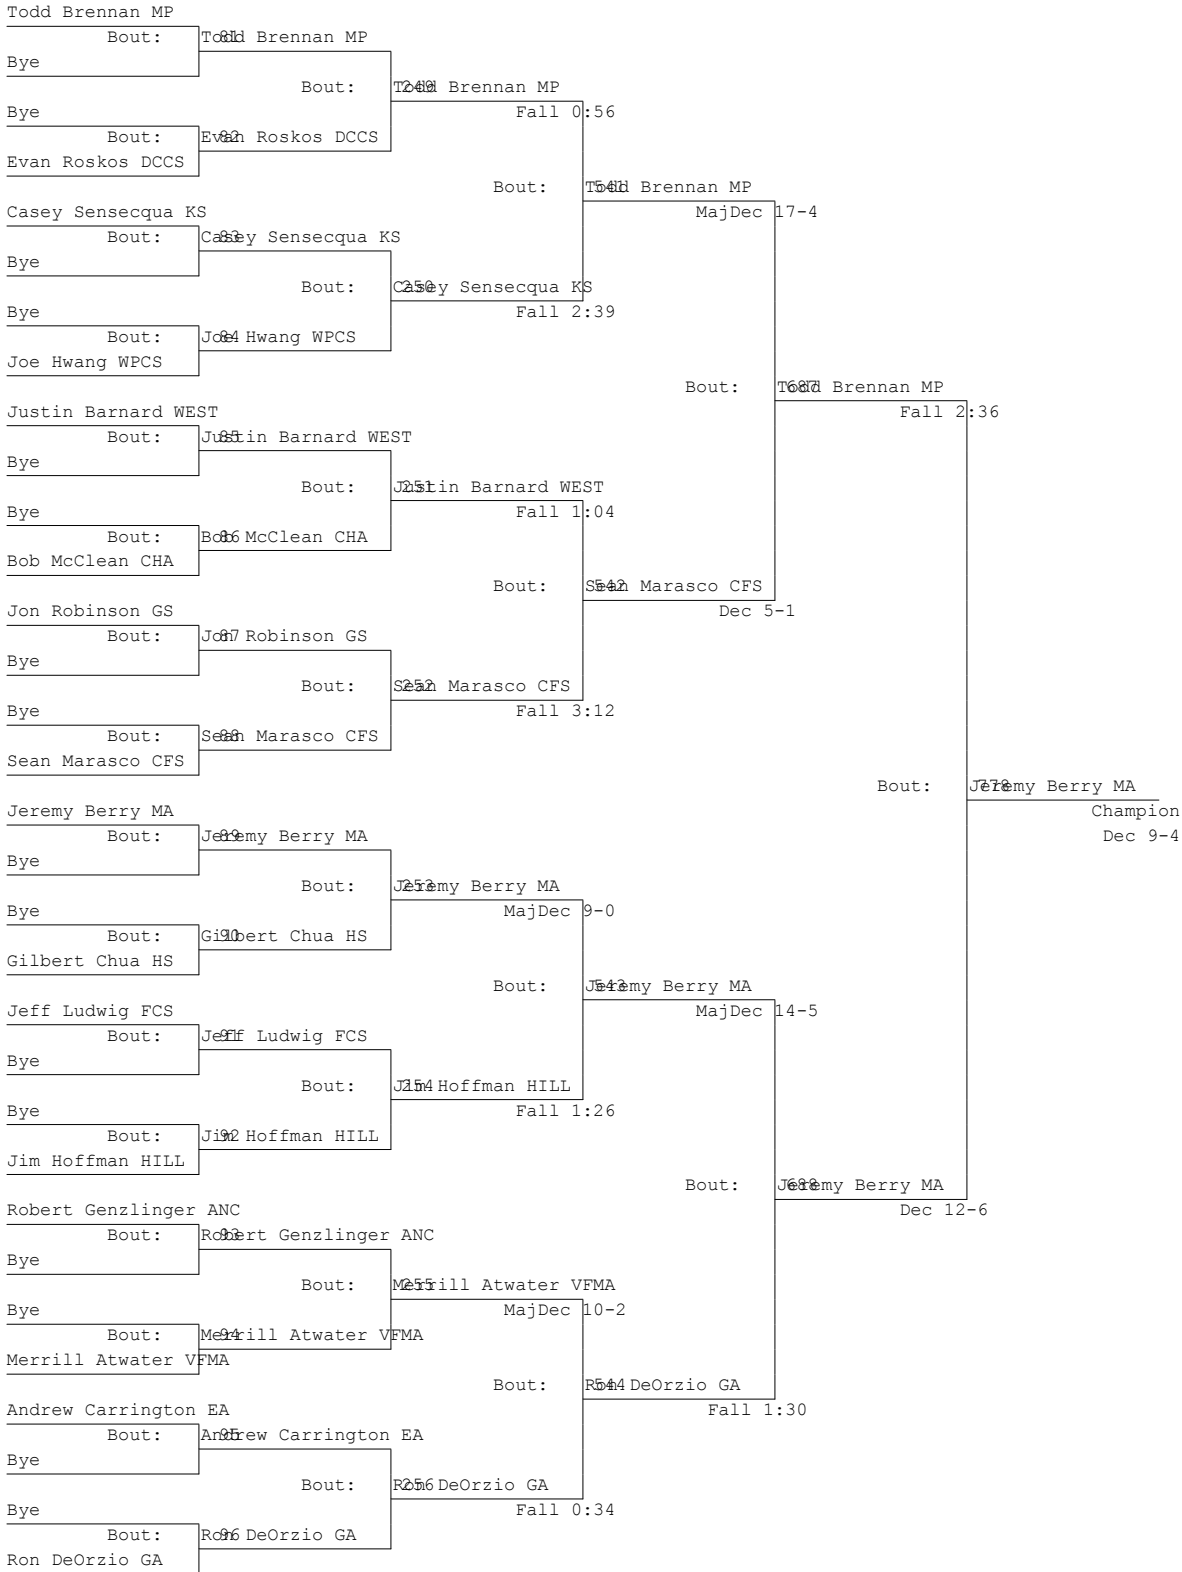 Todd Brennan MP
Bout: 81 Todd Brennan MP
Bye
Bout: 249 Todd Brennan MP
Bye
Fall 0:56
Bout: 82 Evan Roskos DCCS
Evan Roskos DCCS
Bout: 541 Todd Brennan MP
Casey Sensecqua KS
MajDec 17-4
Bout: 83 Casey Sensecqua KS
Bye
Bout: 250 Casey Sensecqua KS
Bye
Fall 2:39
Bout: 84 Joe Hwang WPCS
Joe Hwang WPCS
Bout: 687 Todd Brennan MP
Justin Barnard WEST
Fall 2:36
Bout: 85 Justin Barnard WEST
Bye
Bout: 251 Justin Barnard WEST
Bye
Fall 1:04
Bout: 86 Bob McClean CHA
Bob McClean CHA
Bout: 542 Sean Marasco CFS
Jon Robinson GS
Dec 5-1
Bout: 87 Jon Robinson GS
Bye
Bout: 252 Sean Marasco CFS
Bye
Fall 3:12
Bout: 88 Sean Marasco CFS
Sean Marasco CFS
Bout: 778 Jeremy Berry MA
Jeremy Berry MA
Champion
Bout: 89 Jeremy Berry MA
Dec 9-4
Bye
Bout: 253 Jeremy Berry MA
Bye
MajDec 9-0
Bout: 90 Gilbert Chua HS
Gilbert Chua HS
Bout: 543 Jeremy Berry MA
Jeff Ludwig FCS
MajDec 14-5
Bout: 91 Jeff Ludwig FCS
Bye
Bout: 254 Jim Hoffman HILL
Bye
Fall 1:26
Bout: 92 Jim Hoffman HILL
Jim Hoffman HILL
Bout: 688 Jeremy Berry MA
Robert Genzlinger ANC
Dec 12-6
Bout: 93 Robert Genzlinger ANC
Bye
Bout: 255 Merrill Atwater VFMA
Bye
MajDec 10-2
Bout: 94 Merrill Atwater VFMA
Merrill Atwater VFMA
Bout: 544 Ron DeOrzio GA
Andrew Carrington EA
Fall 1:30
Bout: 95 Andrew Carrington EA
Bye
Bout: 256 Ron DeOrzio GA
Bye
Fall 0:34
Bout: 96 Ron DeOrzio GA
Ron DeOrzio GA